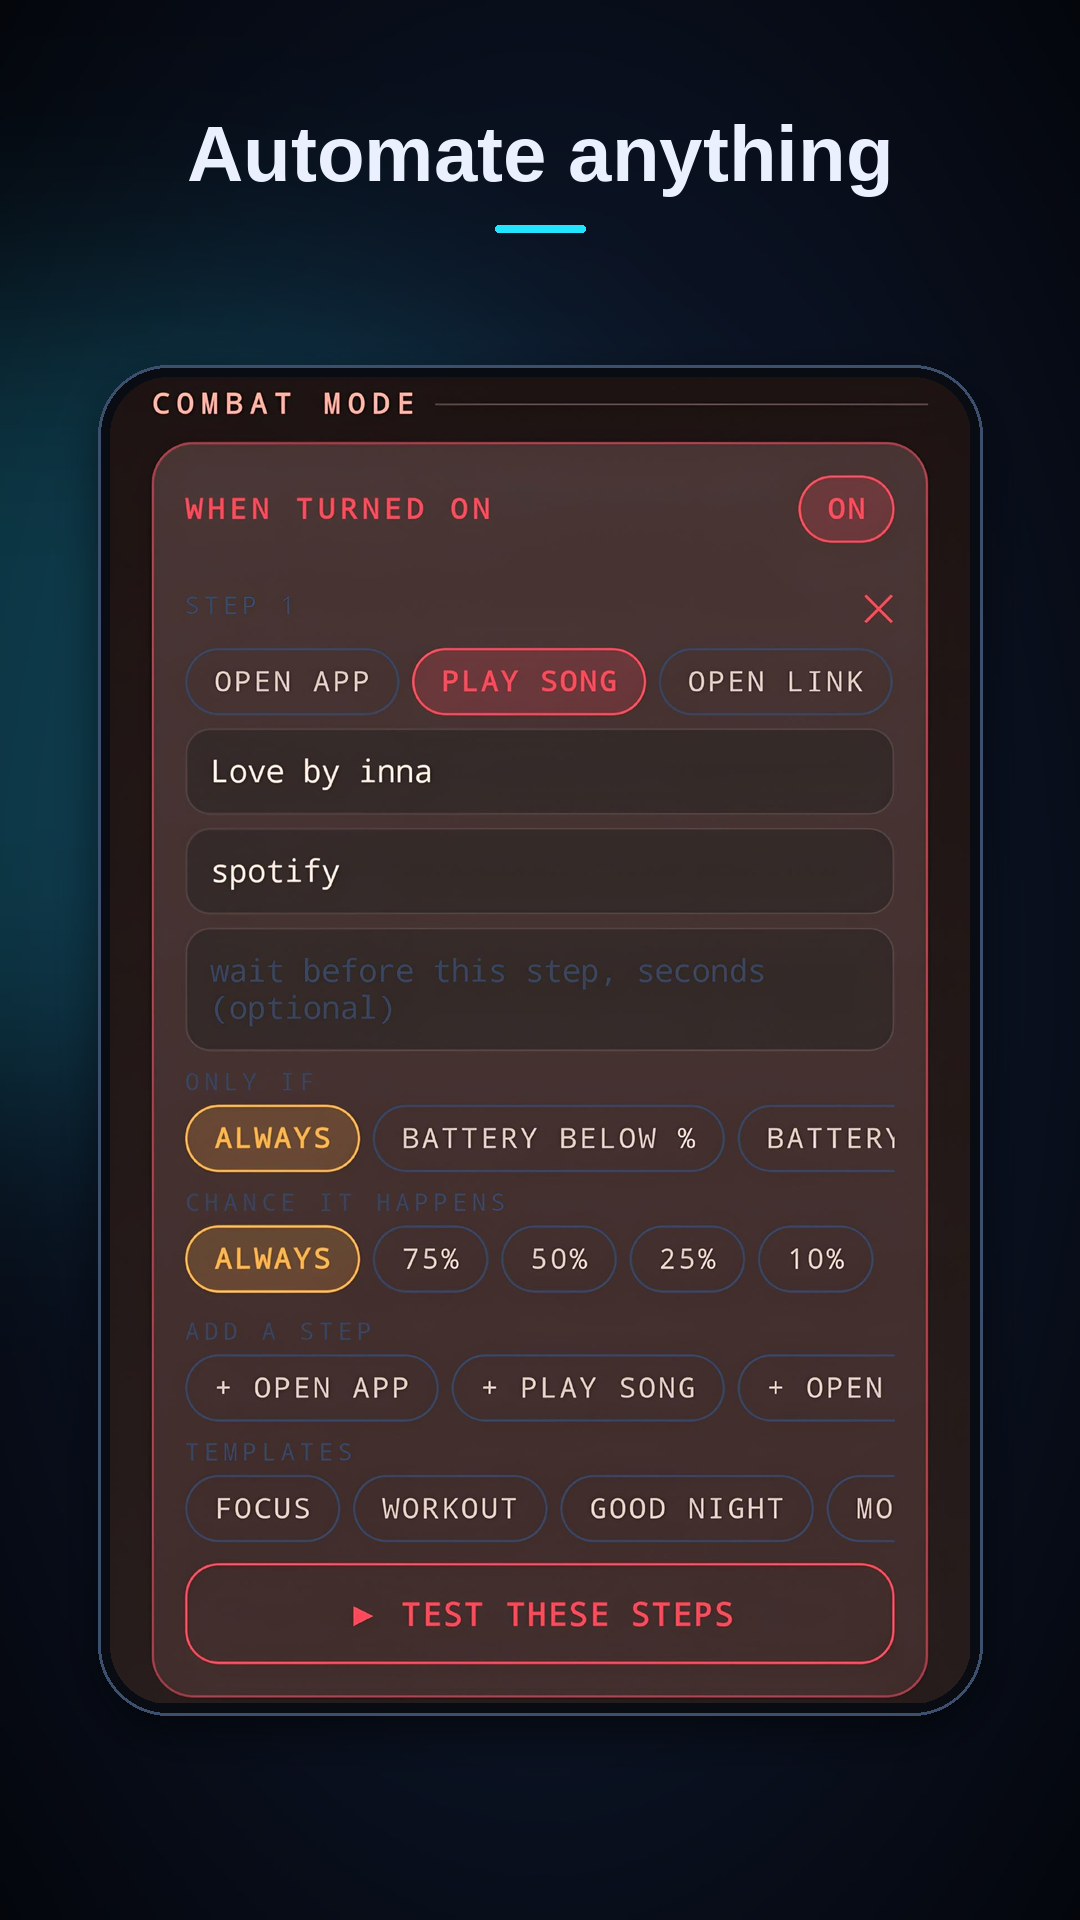 Automate anything
COMBAT MODE
WHEN TURNED ON
ON
STEP 1
OPEN APP
PLAY SONG
OPEN LINK
Love by inna
spotify
wait before this step, seconds
(optional)
ONLY IF
ALWAYS
BATTERY BELOW %
BATTERY
CHANCE IT HAPPENS
ALWAYS
75%
50%
25%
10%
ADD A STEP
+ OPEN APP
+ PLAY SONG
+ OPEN
TEMPLATES
FOCUS
WORKOUT
GOOD NIGHT
MO
▶ TEST THESE STEPS